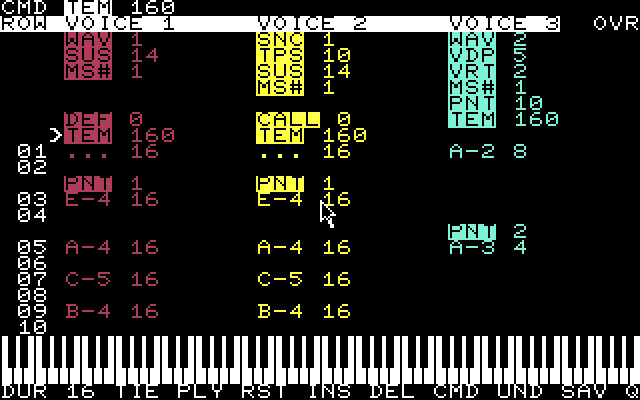 CMD TEM 160
ROW VOICE 1 VOICE 2 VOICE 3 OVR
WAV 1 SNC 1 WAV 2
SUS 14 TPS 10 VDP 5
MS# 1 SUS 14 VRT 2
MS# 1 MS# 1
PNT 10
DEF 0 CALL 0 TEM 160
>TEM 160 TEM 160
01 ... 16 ... 16 A-2 8
02
PNT 1 PNT 1
03 E-4 16 E-4 16
04
PNT 2
05 A-4 16 A-4 16 A-3 4
06
07 C-5 16 C-5 16
08
09 B-4 16 B-4 16
10
DUR 16 TIE PLY RST INS DEL CMD UND SAV Q